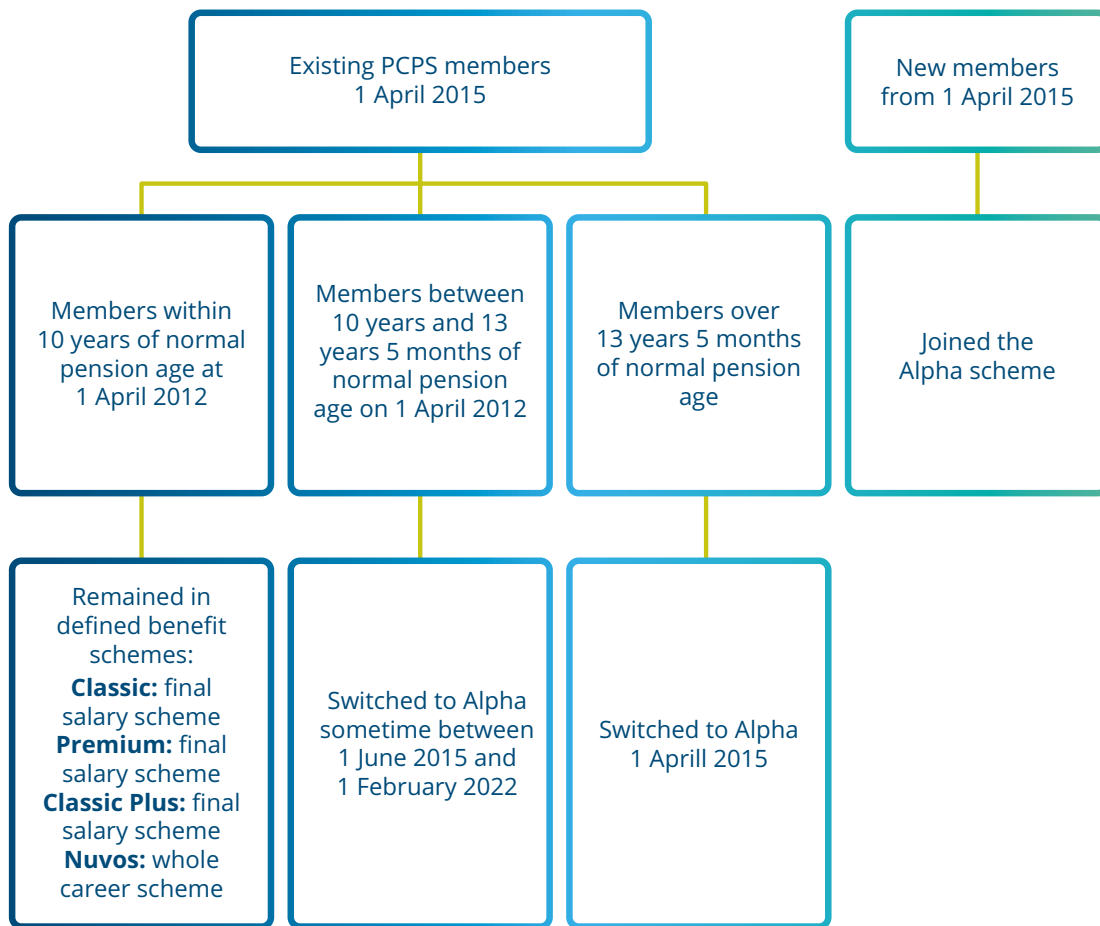 Existing PCPS members
1 April 2015
New members
from 1 April 2015
Members within
10 years of normal
pension age at
1 April 2012
Members between
10 years and 13
years 5 months of
normal pension
age on 1 April 2012
Members over
13 years 5 months
of normal pension
age
Joined the
Alpha scheme
Remained in
defined benefit
schemes:
Classic: final
salary scheme
Premium: final
salary scheme
Classic Plus: final
salary scheme
Nuvos: whole
career scheme
Switched to Alpha
sometime between
1 June 2015 and
1 February 2022
Switched to Alpha
1 Aprill 2015